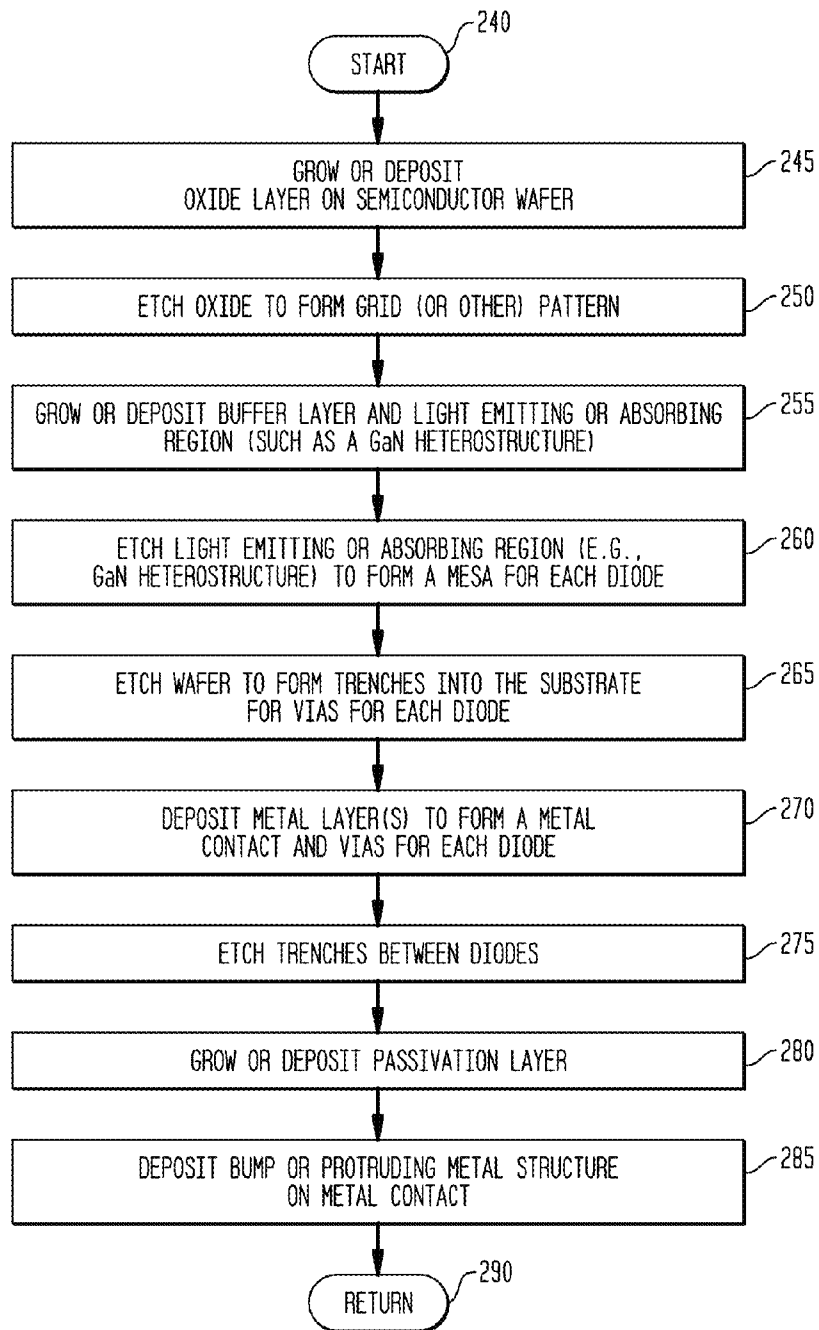 240
START
GROW OR DEPOSIT
OXIDE LAYER ON SEMICONDUCTOR WAFER
245
ETCH OXIDE TO FORM GRID (OR OTHER) PATTERN
250
GROW OR DEPOSIT BUFFER LAYER AND LIGHT EMITTING OR ABSORBING
REGION (SUCH AS A GaN HETEROSTRUCTURE)
255
ETCH LIGHT EMITTING OR ABSORBING REGION (E.G.,
GaN HETEROSTRUCTURE) TO FORM A MESA FOR EACH DIODE
260
ETCH WAFER TO FORM TRENCHES INTO THE SUBSTRATE
FOR VIAS FOR EACH DIODE
265
DEPOSIT METAL LAYER(S) TO FORM A METAL
CONTACT AND VIAS FOR EACH DIODE
270
ETCH TRENCHES BETWEEN DIODES
275
GROW OR DEPOSIT PASSIVATION LAYER
280
DEPOSIT BUMP OR PROTRUDING METAL STRUCTURE
ON METAL CONTACT
285
290
RETURN